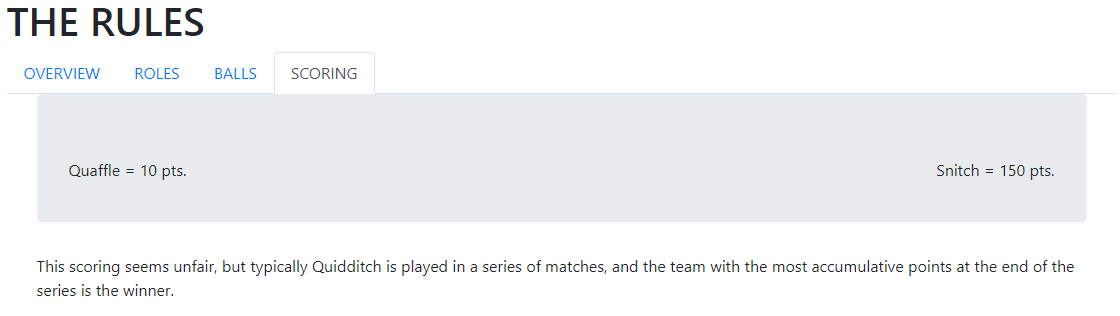 THE RULES
OVERVIEW ROLES BALLS SCORING
Quaffle = 10 pts. Snitch = 150 pts.
This scoring seems unfair, but typically Quidditch is played in a series of matches, and the team with the most accumulative points at the end of the
series is the winner.